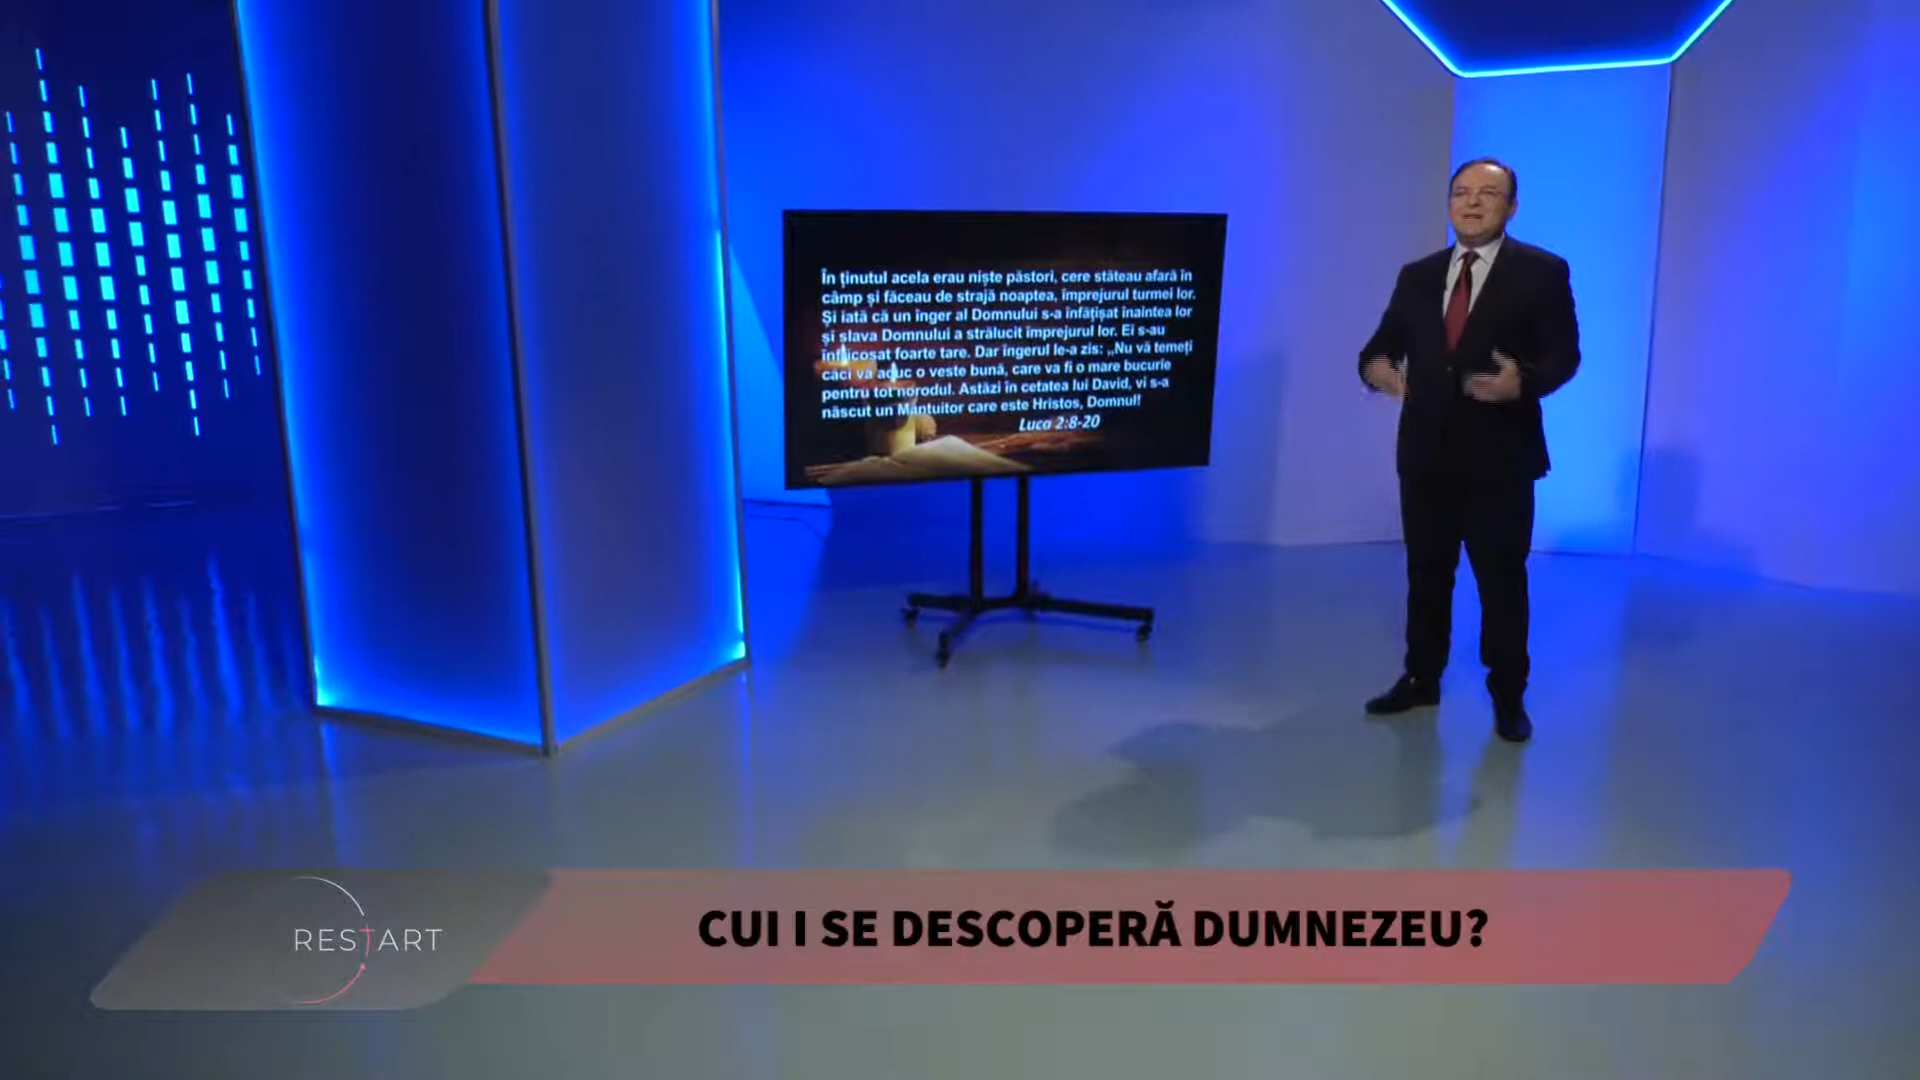 În ținutul acela erau niște păstori, cere stăteau afară în
câmp și făceau de strajă noaptea, împrejurul turmei lor.
Și iată că un înger al Domnului s-a înfățișat înaintea lor
și slava Domnului a strălucit împrejurul lor. Ei s-au
înfricosat foarte tare. Dar îngerul le-a zis: „Nu vă temeți
căci vă aduc o veste bună, care va fi o mare bucurie
pentru tot norodul. Astăzi în cetatea lui David, vi s-a
născut un Mântuitor care este Hristos, Domnul!
Luca 2:8-20
RESTART
CUI I SE DESCOPERĂ DUMNEZEU?